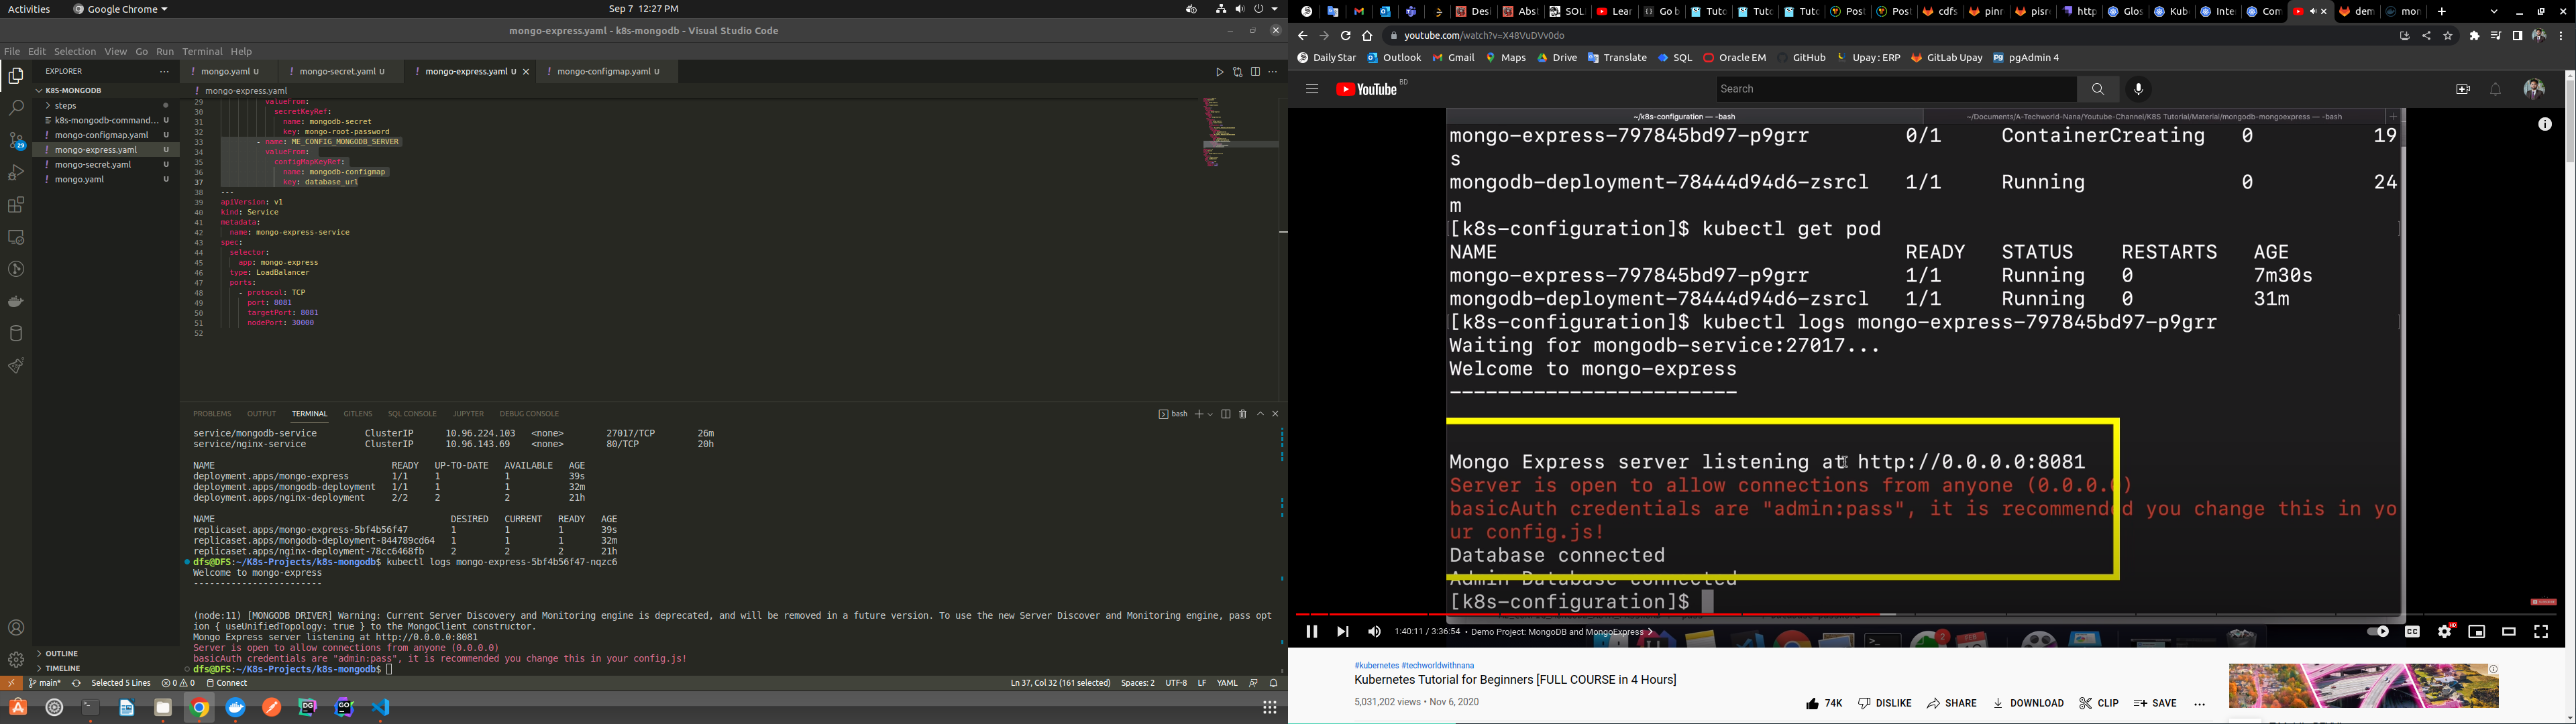 Activities
Google Chrome
Sep 7 12:27 PM
mongo-express.yaml - k8s-mongodb - Visual Studio Code
File Edit Selection View Go Run Terminal Help
EXPLORER
K8S-MONGODB
steps
k8s-mongodb-command... U
mongo-configmap.yaml U
mongo-express.yaml U
mongo-secret.yaml U
mongo.yaml U
29
OUTLINE
TIMELINE
mongo.yaml U
mongo-secret.yaml U
mongo-express.yaml U
mongo-configmap.yaml U
mongo-express.yaml
29 valueFrom:
30 secretKeyRef:
31 name: mongodb-secret
32 key: mongo-root-password
33 - name: ME_CONFIG_MONGODB_SERVER
34 valueFrom:
35 configMapKeyRef:
36 name: mongodb-configmap
37 key: database_url
38 ---
39 apiVersion: v1
40 kind: Service
41 metadata:
42 name: mongo-express-service
43 spec:
44 selector:
45 app: mongo-express
46 type: LoadBalancer
47 ports:
48 - protocol: TCP
49 port: 8081
50 targetPort: 8081
51 nodePort: 30000
52
PROBLEMS OUTPUT TERMINAL GITLENS SQL CONSOLE JUPYTER DEBUG CONSOLE
bash
service/mongodb-service ClusterIP 10.96.224.103 <none> 27017/TCP 26m
service/nginx-service ClusterIP 10.96.143.69 <none> 80/TCP 20h
NAME READY UP-TO-DATE AVAILABLE AGE
deployment.apps/mongo-express 1/1 1 1 39s
deployment.apps/mongodb-deployment 1/1 1 1 32m
deployment.apps/nginx-deployment 2/2 2 2 21h
NAME DESIRED CURRENT READY AGE
replicaset.apps/mongo-express-5bf4b56f47 1 1 1 39s
replicaset.apps/mongodb-deployment-844789cd64 1 1 1 32m
replicaset.apps/nginx-deployment-78cc6468fb 2 2 2 21h
dfs@DFS:~/K8s-Projects/k8s-mongodb$ kubectl logs mongo-express-5bf4b56f47-nqzc6
Welcome to mongo-express
------------------------
(node:11) [MONGODB DRIVER] Warning: Current Server Discovery and Monitoring engine is deprecated, and will be removed in a future version. To use the new Server Discover and Monitoring engine, pass opt
ion { useUnifiedTopology: true } to the MongoClient constructor.
Mongo Express server listening at http://0.0.0.0:8081
Server is open to allow connections from anyone (0.0.0.0)
basicAuth credentials are "admin:pass", it is recommended you change this in your config.js!
dfs@DFS:~/K8s-Projects/k8s-mongodb$
main* Selected 5 Lines 0 0 Connect
Ln 37, Col 32 (161 selected) Spaces: 2 UTF-8 LF YAML
Desi Abst SOL Lear Go b Tuto Tuto Tuto Post Post cdfs pinr pisre http Glos Kub Inte Com dem mon
youtube.com/watch?v=X48VuDVv0do
Daily Star Outlook Gmail Maps Drive Translate SQL Oracle EM GitHub Upay : ERP GitLab Upay pgAdmin 4
YouTube BD
Search
~/k8s-configuration — -bash
~/Documents/A-Techworld-Nana/Youtube-Channel/K8S Tutorial/Material/mongodb-mongoexpress — -bash
mongo-express-797845bd97-p9grr 0/1 ContainerCreating 0 19
s
mongodb-deployment-78444d94d6-zsrcl 1/1 Running 0 24
m
[k8s-configuration]$ kubectl get pod
NAME READY STATUS RESTARTS AGE
mongo-express-797845bd97-p9grr 1/1 Running 0 7m30s
mongodb-deployment-78444d94d6-zsrcl 1/1 Running 0 31m
[k8s-configuration]$ kubectl logs mongo-express-797845bd97-p9grr
Waiting for mongodb-service:27017...
Welcome to mongo-express
------------------------
Mongo Express server listening at http://0.0.0.0:8081
Server is open to allow connections from anyone (0.0.0.0)
basicAuth credentials are "admin:pass", it is recommended you change this in yo
ur config.js!
Database connected
Admin Database connected
[k8s-configuration]$
1:40:11 / 3:36:54 • Demo Project: MongoDB and MongoExpress
#kubernetes #techworldwithnana
Kubernetes Tutorial for Beginners [FULL COURSE in 4 Hours]
5,031,202 views • Nov 6, 2020
74K DISLIKE SHARE DOWNLOAD CLIP SAVE